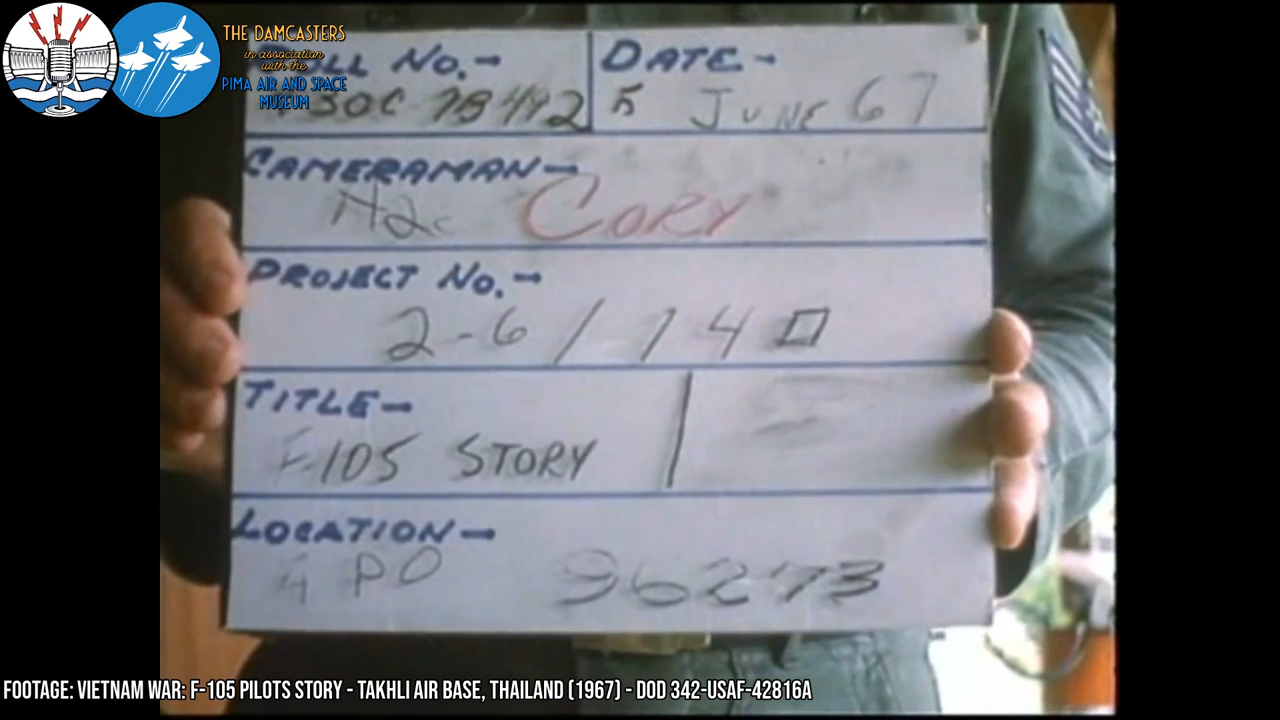 THE DAMCASTERS
in association
with the
PIMA AIR AND SPACE
MUSEUM
LL No.→
SOC 78492
DATE→
5 JUNE 67
CAMERAMAN→
A2c CORY
PROJECT No.→
2-6/140
TITLE→
F-105 STORY
LOCATION→
APO 96273
FOOTAGE: VIETNAM WAR: F-105 PILOTS STORY - TAKHLI AIR BASE, THAILAND (1967) - DOD 342-USAF-42816A